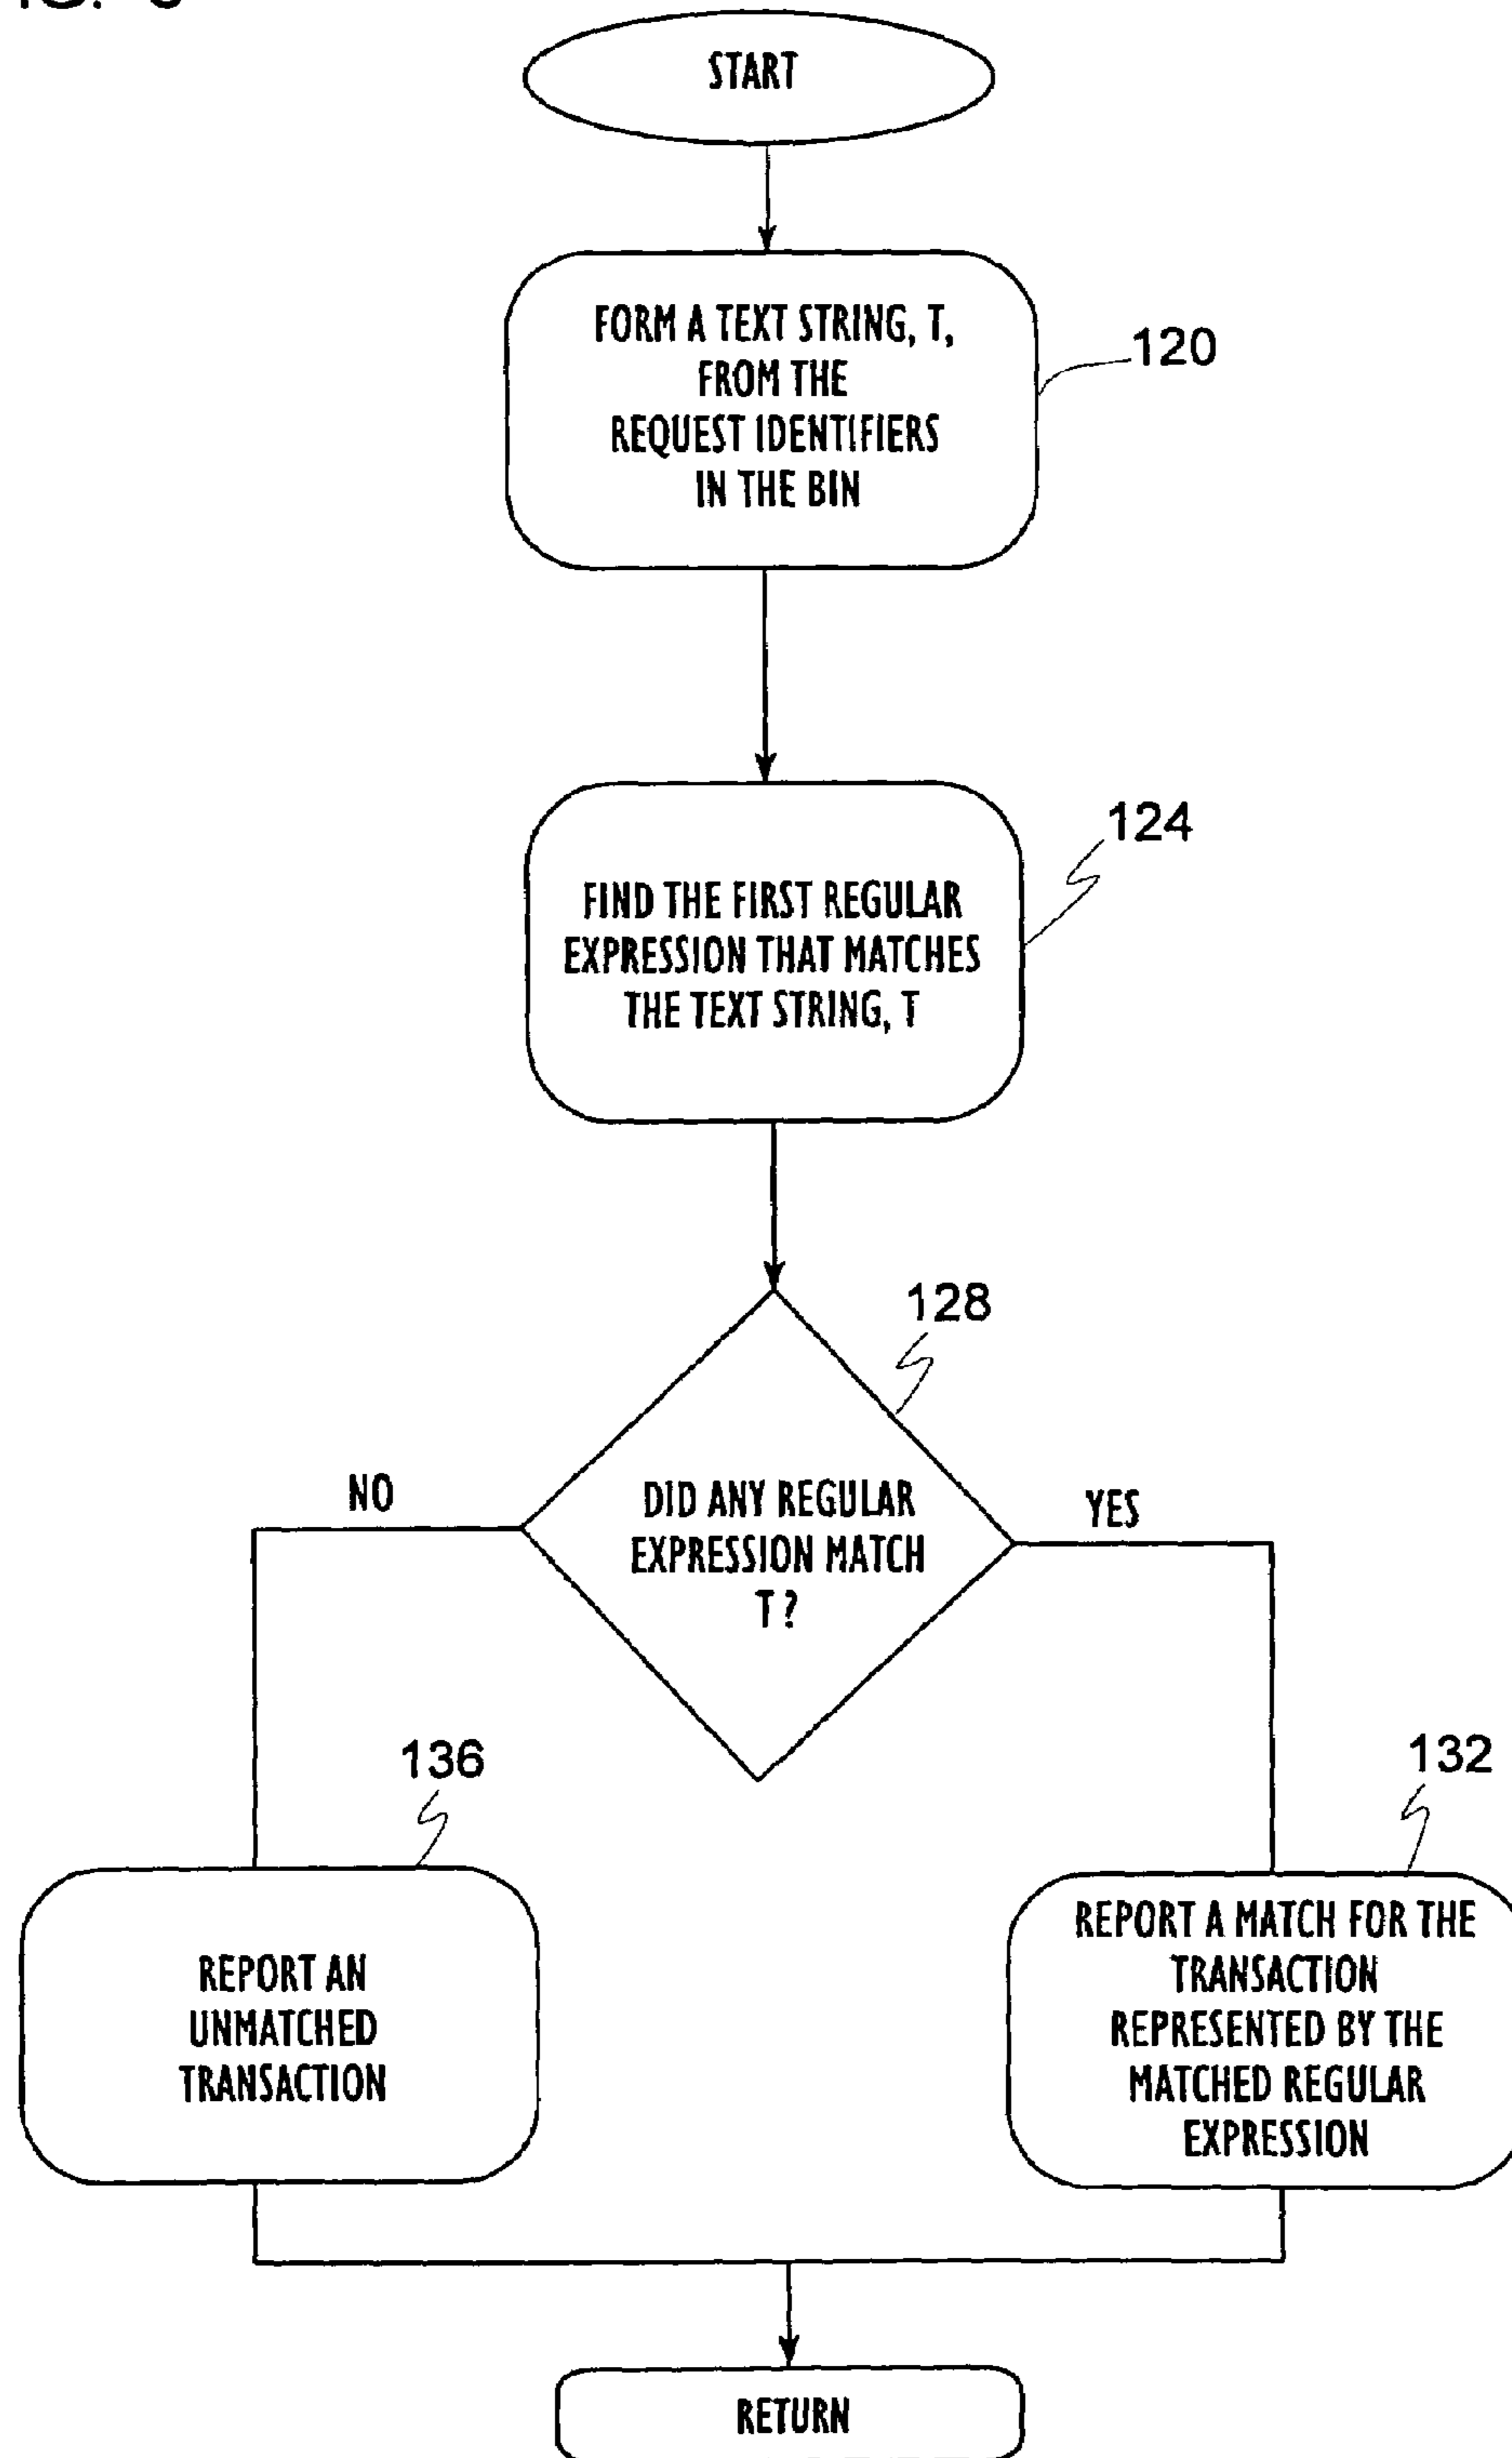 START
FORM A TEXT STRING, T,
FROM THE
REQUEST IDENTIFIERS
IN THE BIN
120
FIND THE FIRST REGULAR
EXPRESSION THAT MATCHES
THE TEXT STRING, T
124
128
DID ANY REGULAR
EXPRESSION MATCH
T?
NO
YES
136
REPORT AN
UNMATCHED
TRANSACTION
132
REPORT A MATCH FOR THE
TRANSACTION
REPRESENTED BY THE
MATCHED REGULAR
EXPRESSION
RETURN